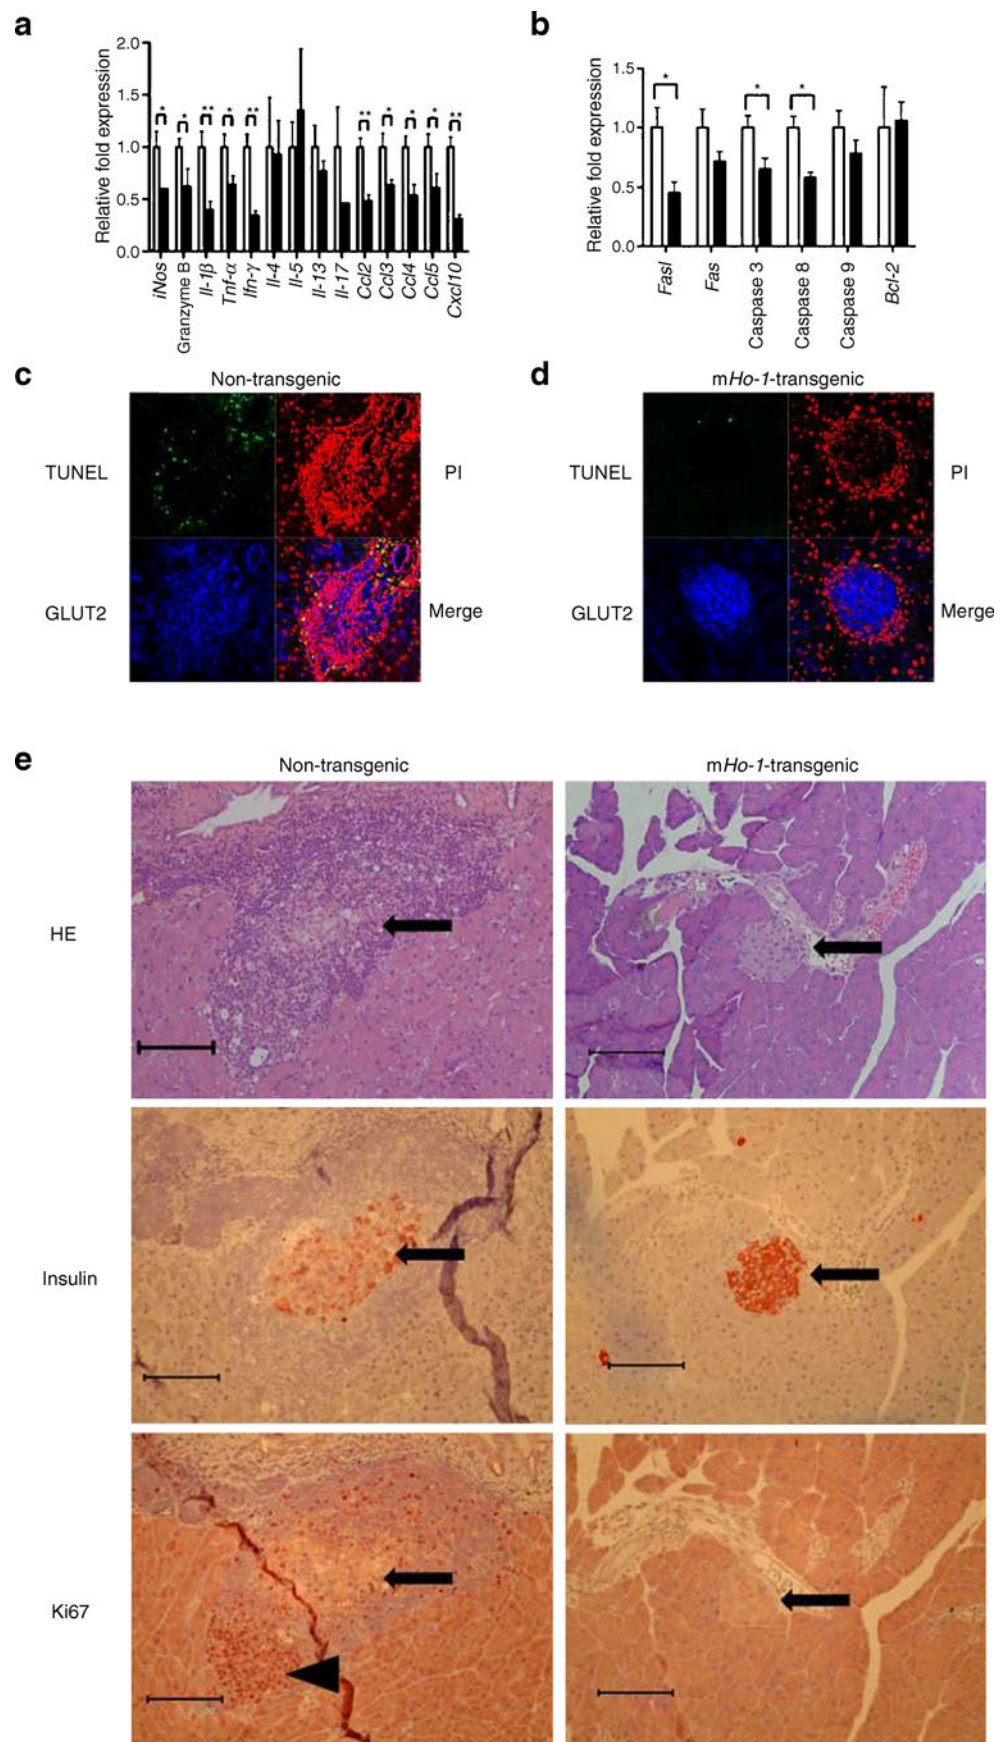 a
Relative fold expression
2.0
1.5
1.0
0.5
0.0
* * ** * ** ** * * * **
iNos
Granzyme B
Il-1β
Tnf-α
Ifn-γ
Il-4
Il-5
Il-13
Il-17
Ccl2
Ccl3
Ccl4
Ccl5
Cxcl10
b
Relative fold expression
1.5
1.0
0.5
0.0
* * *
Fasl
Fas
Caspase 3
Caspase 8
Caspase 9
Bcl-2
c
Non-transgenic
TUNEL
PI
GLUT2
Merge
d
mHo-1-transgenic
TUNEL
PI
GLUT2
Merge
e
Non-transgenic
mHo-1-transgenic
HE
Insulin
Ki67